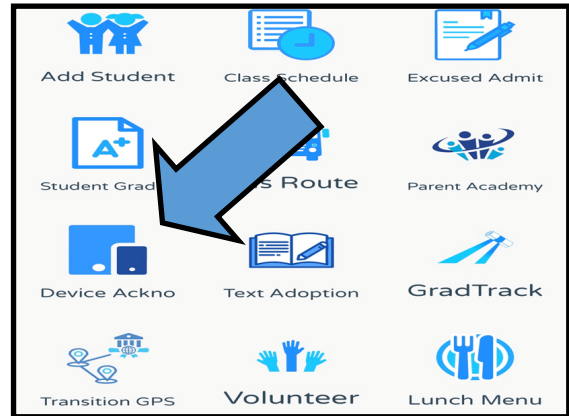 Add Student
Class Schedule
Excused Admit
A+
Student Grad
s Route
Parent Academy
Device Ackno
Text Adoption
GradTrack
Transition GPS
Volunteer
Lunch Menu